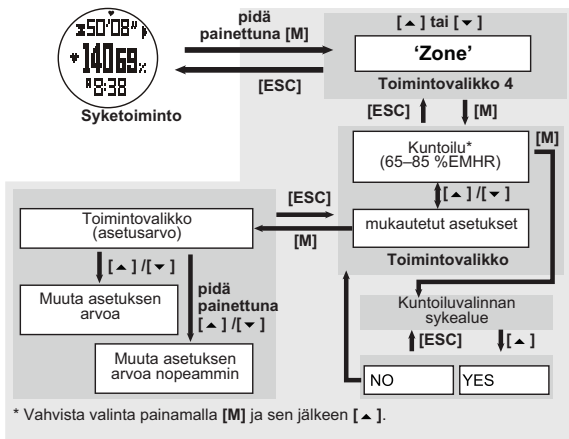 50'08"
140 69%
A 8:38
Syketoiminto
pidä
painettuna [M]
[ESC]
[▲] tai [▼]
'Zone'
Toimintovalikko 4
[ESC]
[M]
Kuntoilu*
(65–85 %EMHR)
[M]
[▲] /[▼]
mukautetut asetukset
Toimintovalikko
[ESC]
[M]
Toimintovalikko
(asetusarvo)
[▲] /[▼]
Muuta asetuksen
arvoa
pidä
painettuna
[▲] /[▼]
Muuta asetuksen
arvoa nopeammin
Kuntoiluvalinnan
sykealue
[ESC]
[▲]
NO
YES
* Vahvista valinta painamalla [M] ja sen jälkeen [▲].